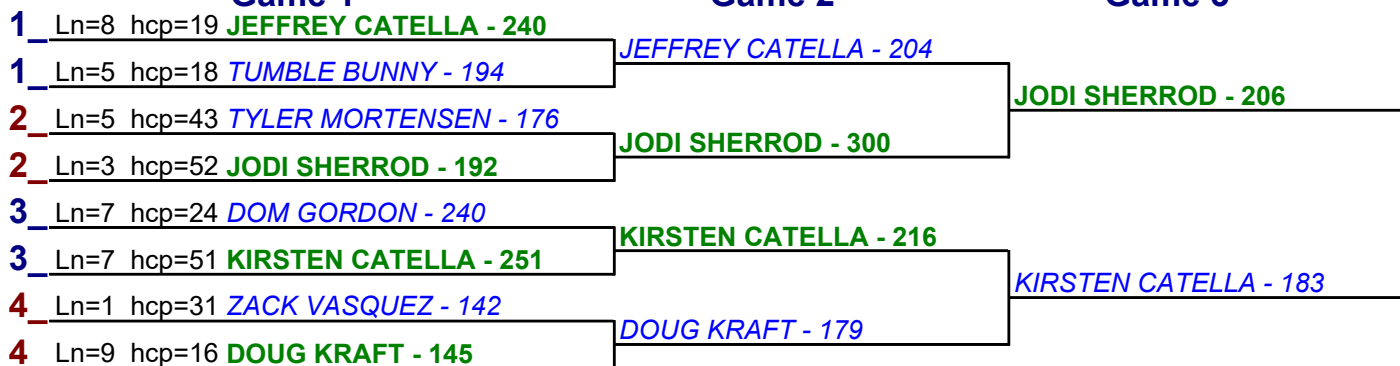 1_ Ln=8 hcp=19 JEFFREY CATELLA - 240
JEFFREY CATELLA - 204
1_ Ln=5 hcp=18 TUMBLE BUNNY - 194
JODI SHERROD - 206
2_ Ln=5 hcp=43 TYLER MORTENSEN - 176
JODI SHERROD - 300
2_ Ln=3 hcp=52 JODI SHERROD - 192
3_ Ln=7 hcp=24 DOM GORDON - 240
KIRSTEN CATELLA - 216
3_ Ln=7 hcp=51 KIRSTEN CATELLA - 251
KIRSTEN CATELLA - 183
4_ Ln=1 hcp=31 ZACK VASQUEZ - 142
DOUG KRAFT - 179
4 Ln=9 hcp=16 DOUG KRAFT - 145